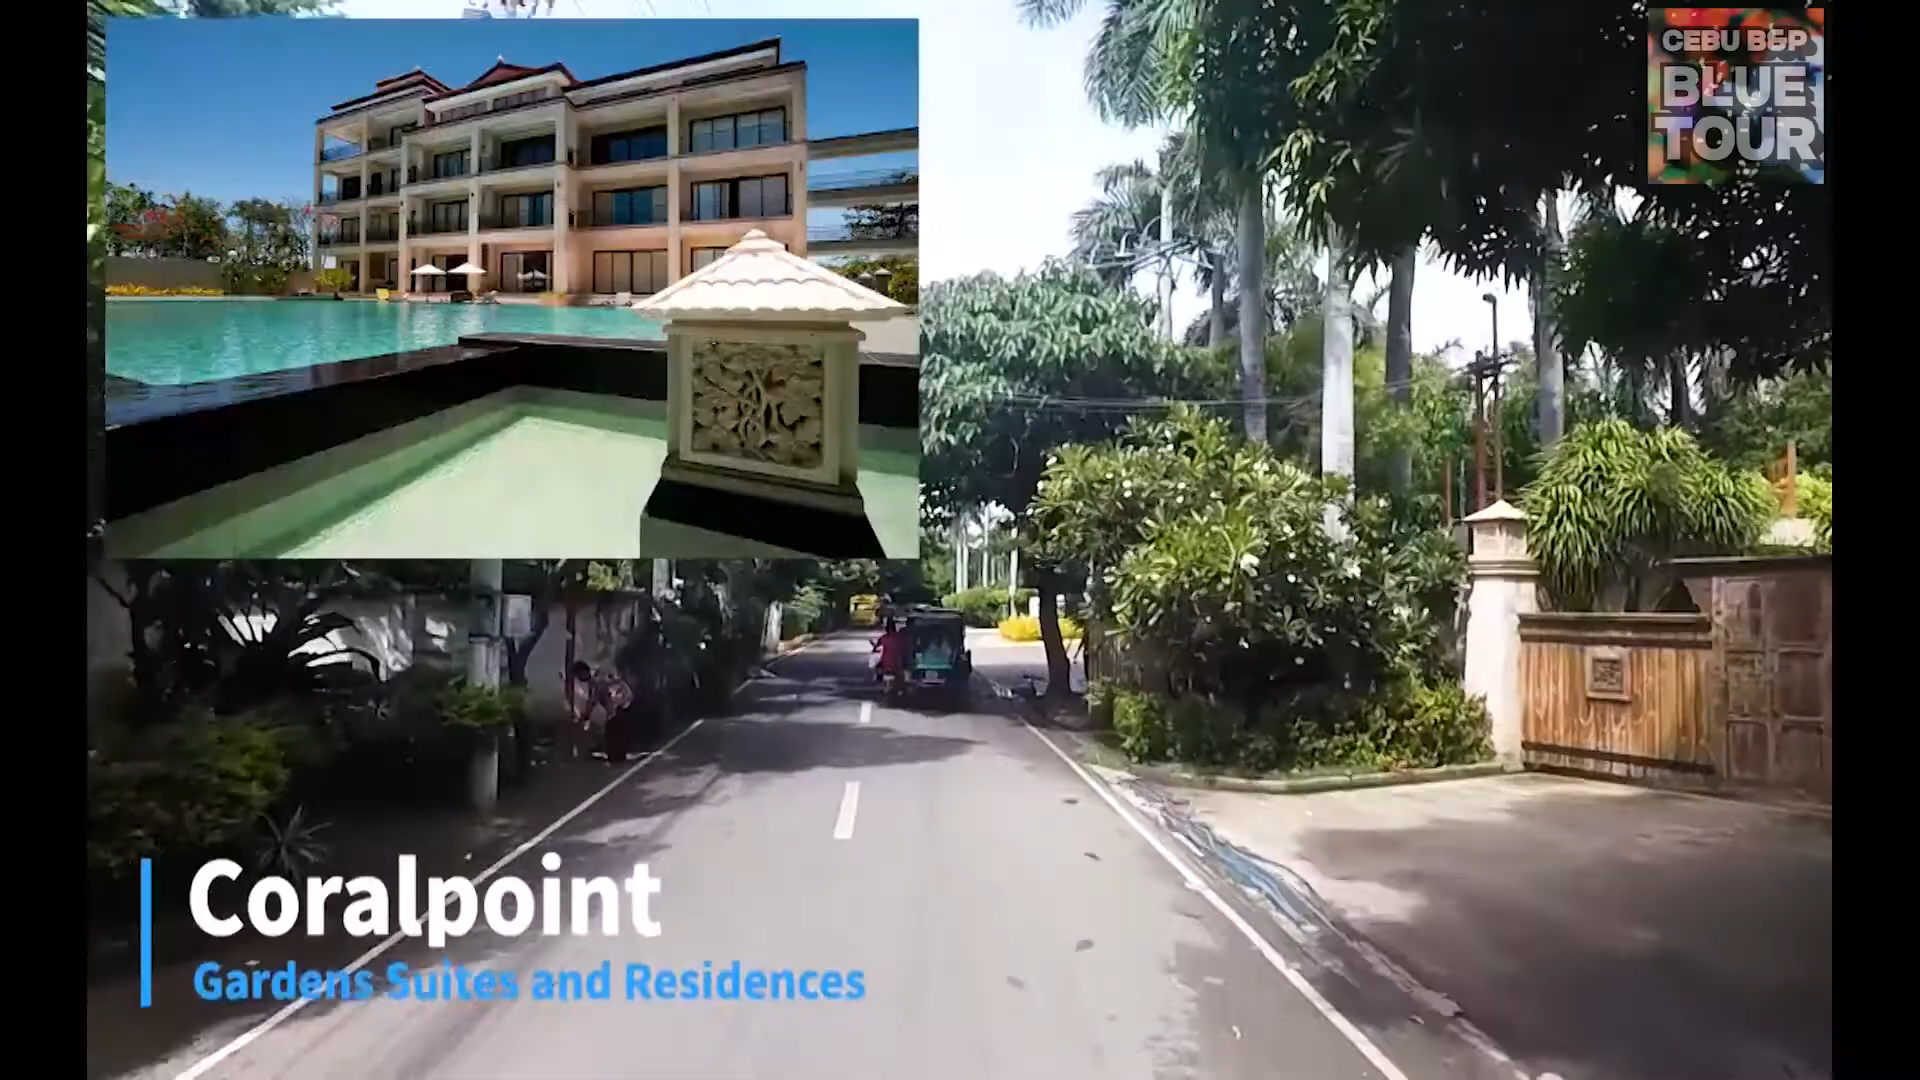 CEBU B&P
BLUE
TOUR
Coralpoint
Gardens Suites and Residences